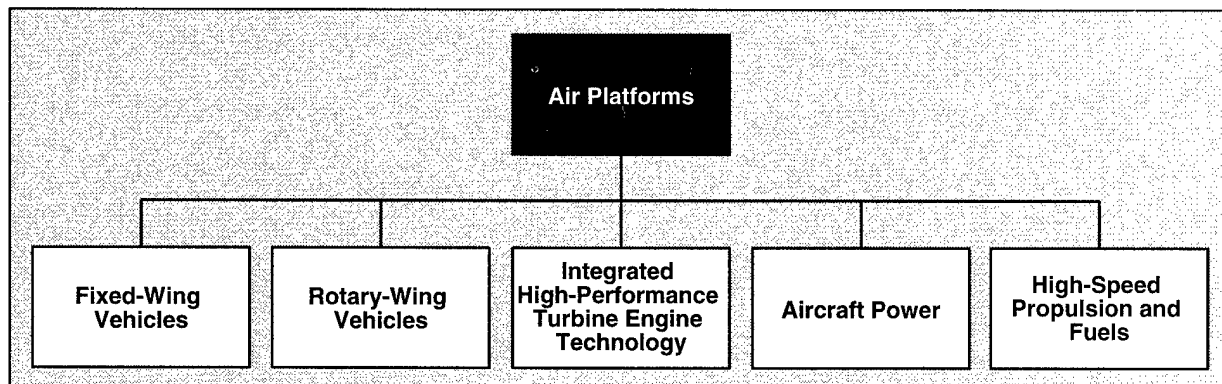 Air Platforms
Fixed-Wing
Vehicles
Rotary-Wing
Vehicles
Integrated
High-Performance
Turbine Engine
Technology
Aircraft Power
High-Speed
Propulsion and
Fuels